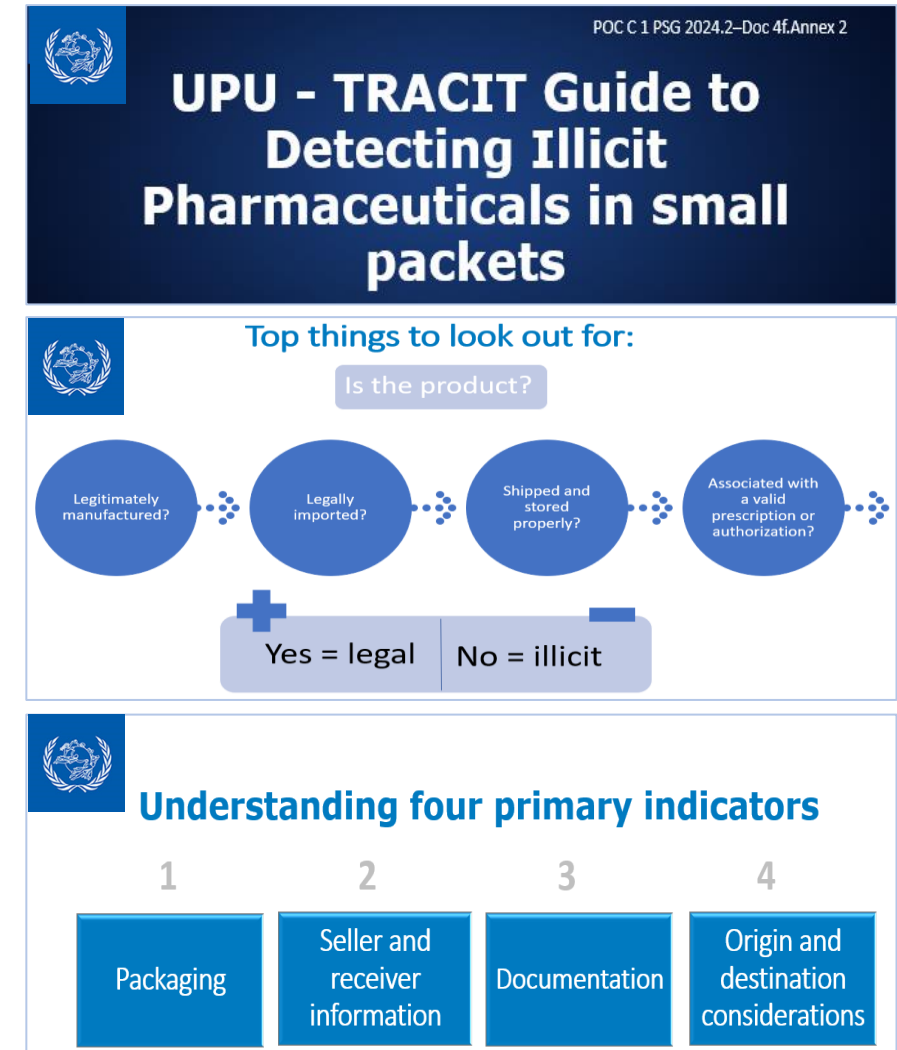 POC C 1 PSG 2024.2–Doc 4f.Annex 2
UPU - TRACIT Guide to
Detecting Illicit
Pharmaceuticals in small
packets
Top things to look out for:
Is the product?
Legitimately
manufactured?
Legally
imported?
Shipped and
stored
properly?
Associated with
a valid
prescription or
authorization?
Yes = legal
No = illicit
Understanding four primary indicators
1
2
3
4
Packaging
Seller and
receiver
information
Documentation
Origin and
destination
considerations